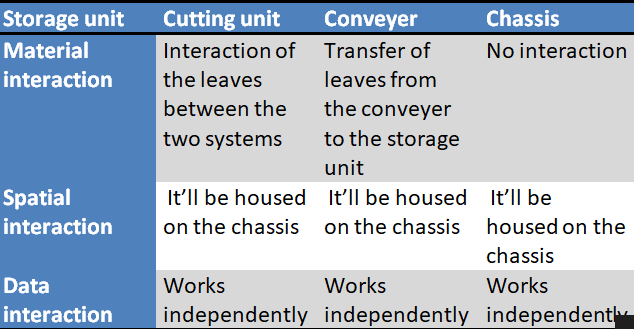 Storage unit Cutting unit Conveyer Chassis
Material interaction
Interaction of the leaves between the two systems
Transfer of leaves from the conveyer to the storage unit
No interaction
Spatial interaction
It’ll be housed on the chassis
It’ll be housed on the chassis
It’ll be housed on the chassis
Data interaction
Works independently
Works independently
Works independently